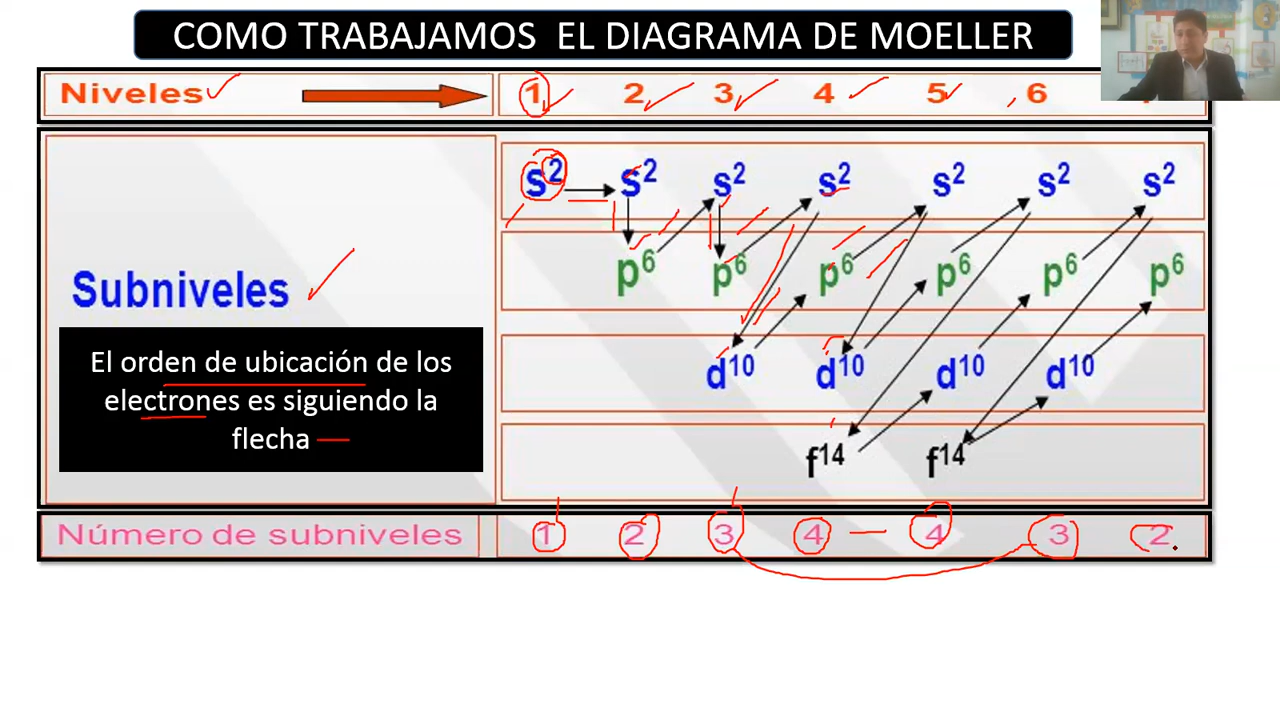 COMO TRABAJAMOS EL DIAGRAMA DE MOELLER
Niveles 1 2 3 4 5 6
s² s² s² s² s² s² s²
p⁶ p⁶ p⁶ p⁶ p⁶ p⁶
Subniveles
El orden de ubicación de los
electrones es siguiendo la
flecha
d¹⁰ d¹⁰ d¹⁰ d¹⁰
f¹⁴ f¹⁴
Número de subniveles 1 2 3 4 4 3 2